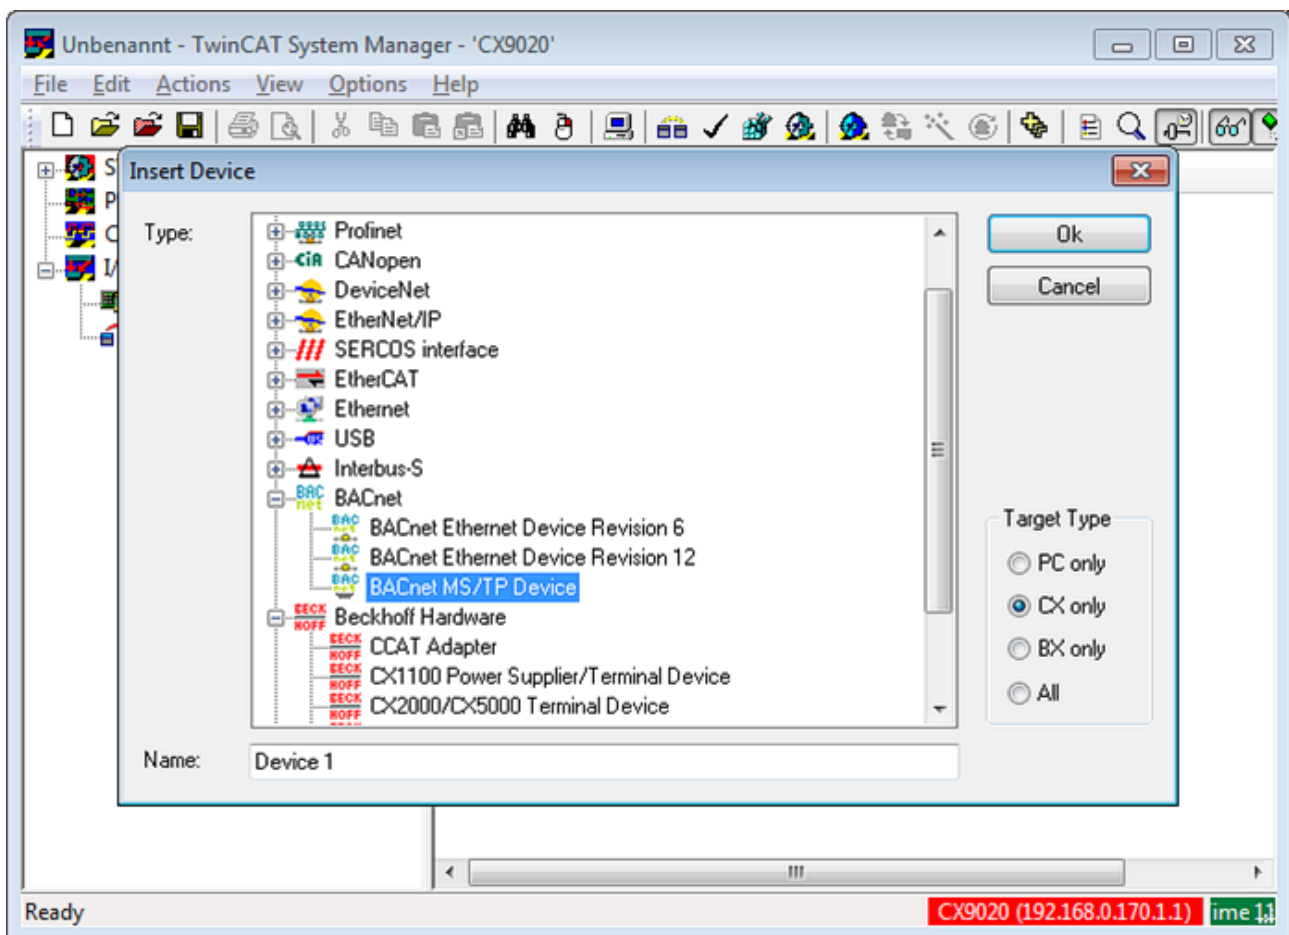 Unbenannt - TwinCAT System Manager - 'CX9020'
File Edit Actions View Options Help
Insert Device
Type:
Profinet
CANopen
DeviceNet
EtherNet/IP
SERCOS interface
EtherCAT
Ethernet
USB
Interbus-S
BACnet
BACnet Ethernet Device Revision 6
BACnet Ethernet Device Revision 12
BACnet MS/TP Device
Beckhoff Hardware
CCAT Adapter
CX1100 Power Supplier/Terminal Device
CX2000/CX5000 Terminal Device
Ok
Cancel
Target Type
PC only
CX only
BX only
All
Name: Device 1
Ready
CX9020 (192.168.0.170.1.1)